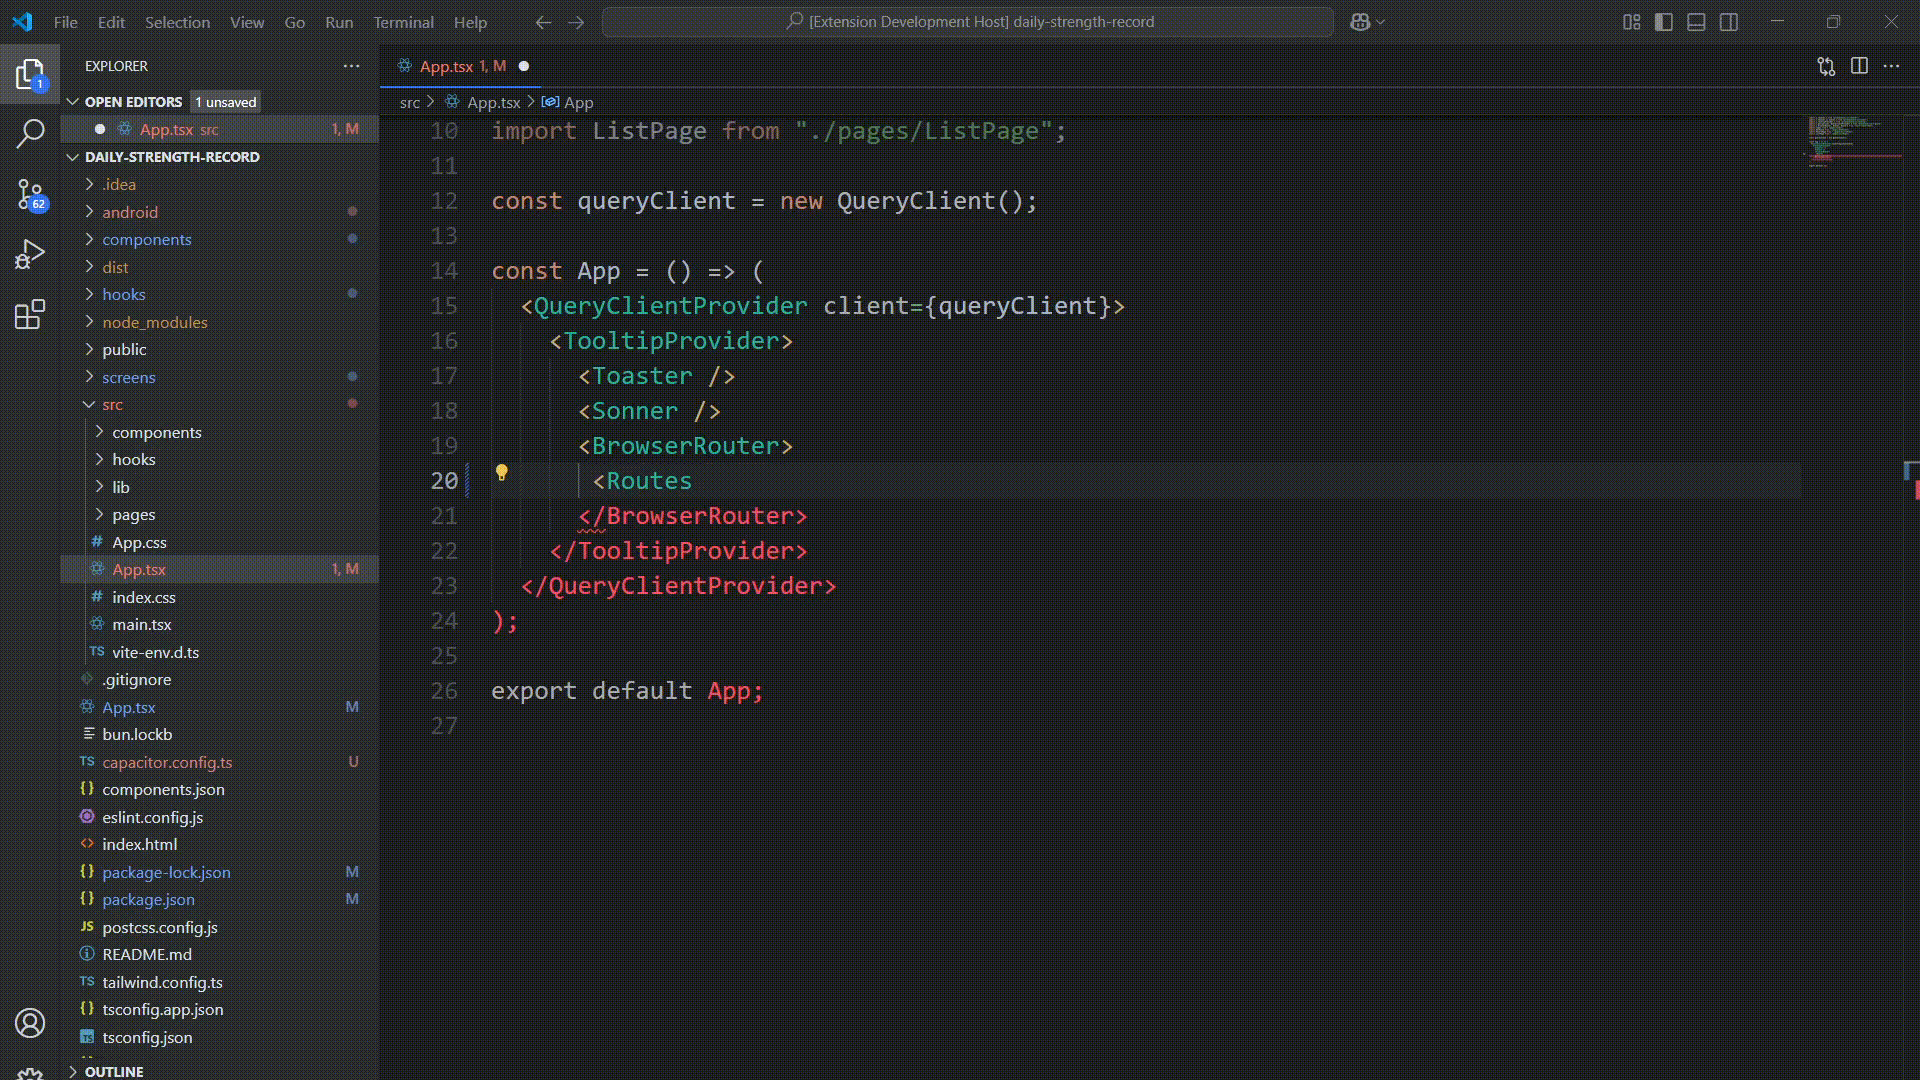 File Edit Selection View Go Run Terminal Help
[Extension Development Host] daily-strength-record
EXPLORER
OPEN EDITORS 1 unsaved
App.tsx src 1, M
DAILY-STRENGTH-RECORD
.idea
android
components
dist
hooks
node_modules
public
screens
src
components
hooks
lib
pages
App.css
App.tsx 1, M
index.css
main.tsx
TS vite-env.d.ts
.gitignore
App.tsx M
bun.lockb
TS capacitor.config.ts U
{} components.json
eslint.config.js
<> index.html
{} package-lock.json M
{} package.json M
JS postcss.config.js
README.md
TS tailwind.config.ts
{} tsconfig.app.json
TS tsconfig.json
OUTLINE
1
62
App.tsx 1, M
src > App.tsx > App
10 import ListPage from "./pages/ListPage";
11
12 const queryClient = new QueryClient();
13
14 const App = () => (
15 <QueryClientProvider client={queryClient}>
16 <TooltipProvider>
17 <Toaster />
18 <Sonner />
19 <BrowserRouter>
20 <Routes
21 </BrowserRouter>
22 </TooltipProvider>
23 </QueryClientProvider>
24 );
25
26 export default App;
27